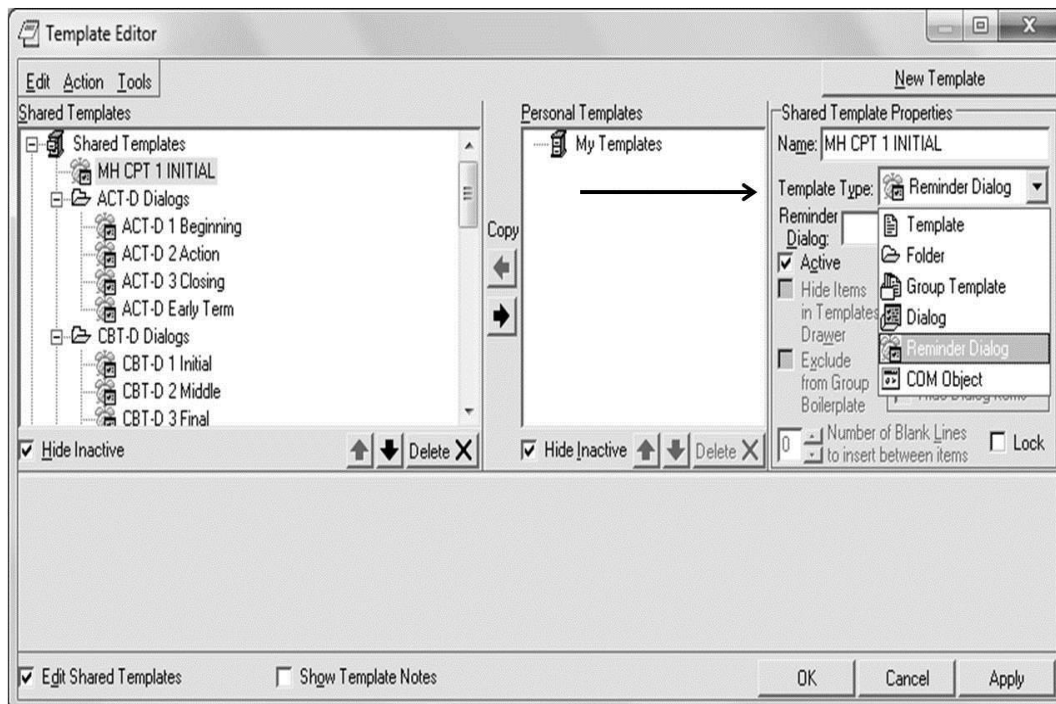 Template Editor
Edit Action Tools
New Template
Shared Templates
Shared Templates
MH CPT 1 INITIAL
ACT-D Dialogs
ACT-D 1 Beginning
ACT-D 2 Action
ACT-D 3 Closing
ACT-D Early Term
CBT-D Dialogs
CBT-D 1 Initial
CBT-D 2 Middle
CBT-D 3 Final
Hide Inactive
Delete
Copy
Personal Templates
My Templates
Hide Inactive
Delete
Shared Template Properties
Name: MH CPT 1 INITIAL
Template Type: Reminder Dialog
Reminder
Dialog:
Template
Folder
Group Template
Dialog
Reminder Dialog
COM Object
Active
Hide Items
in Templates
Drawer
Exclude
from Group
Boilerplate
Hide Dialog Items
0 Number of Blank Lines
to insert between items
Lock
Edit Shared Templates
Show Template Notes
OK Cancel Apply